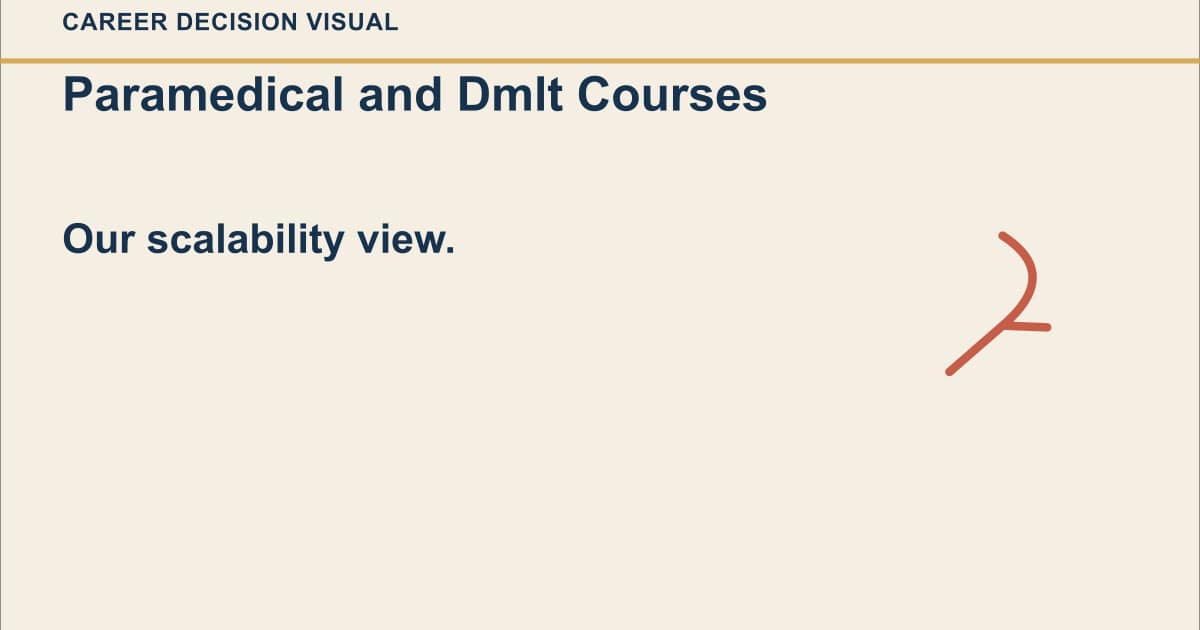 CAREER DECISION VISUAL
Paramedical and Dmlt Courses
Our scalability view.